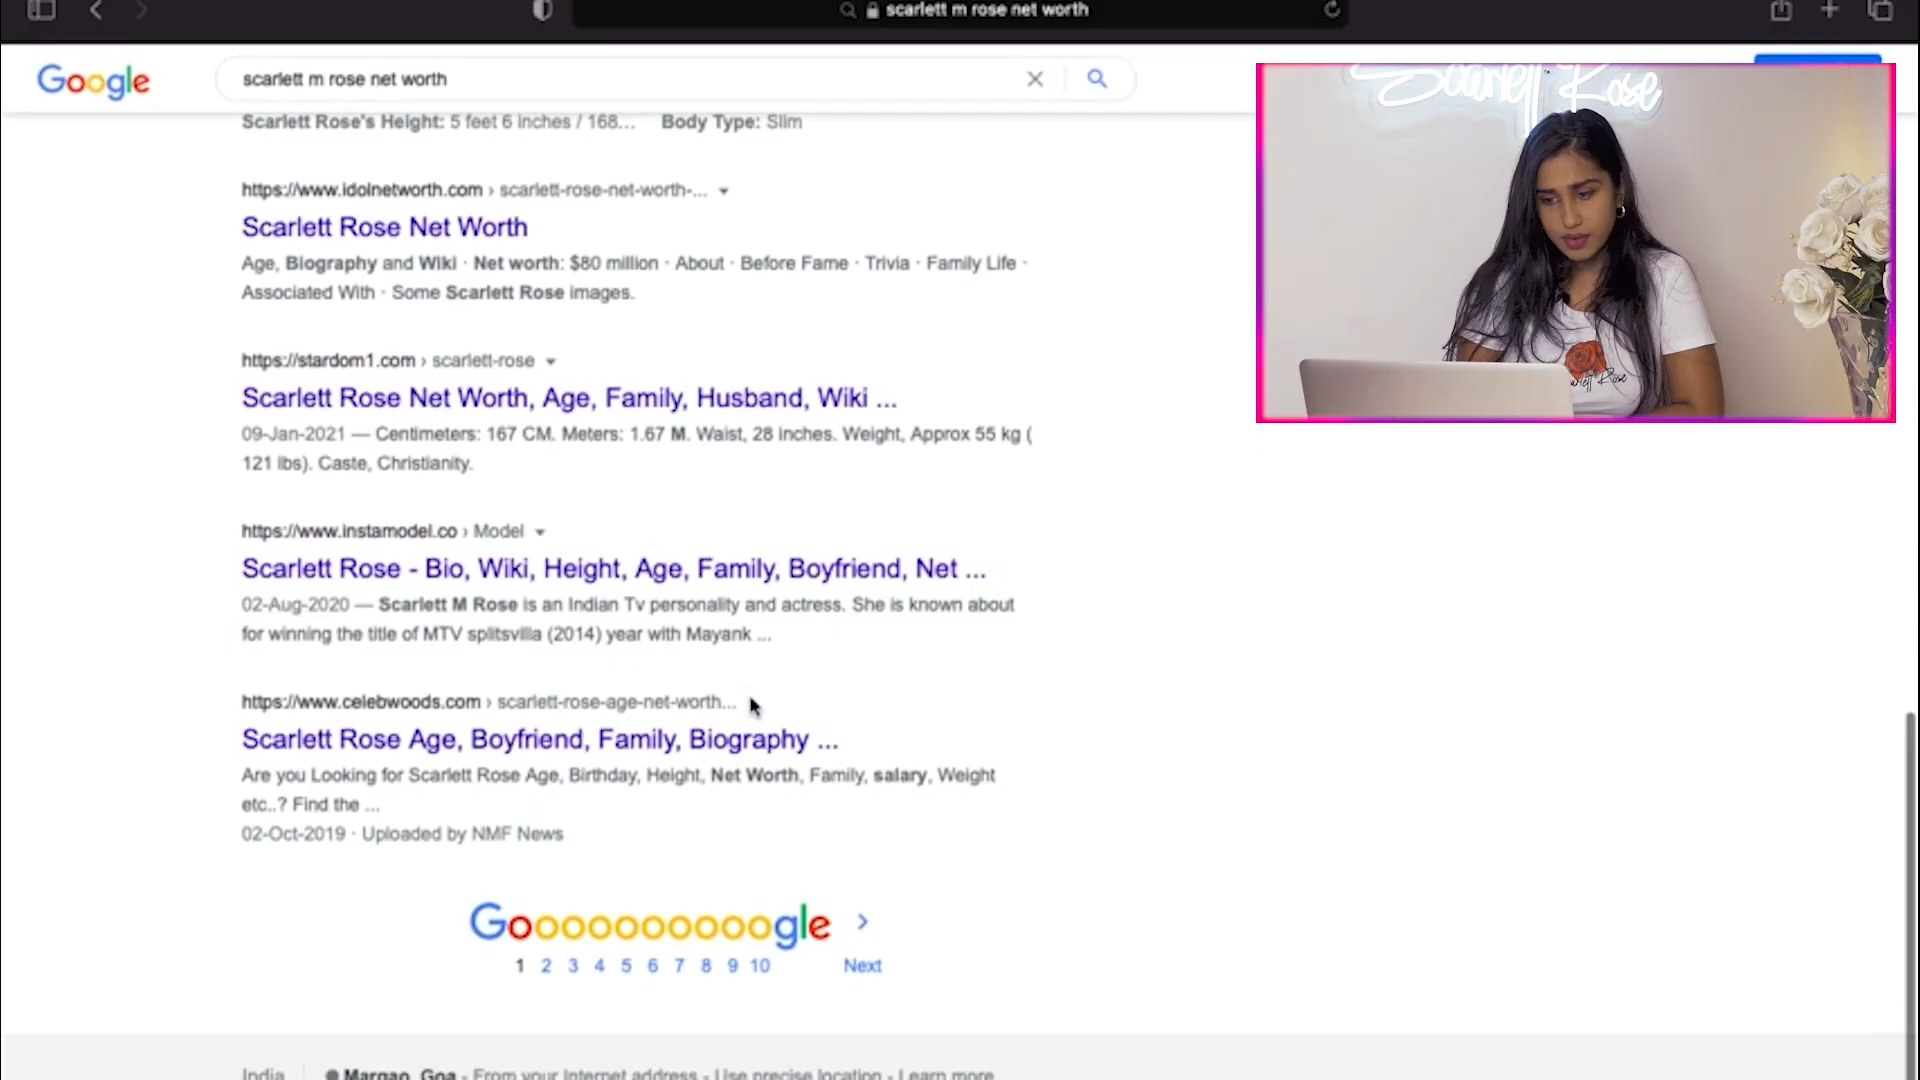 scarlett m rose net worth
Google
scarlett m rose net worth
Scarlett Rose's Height: 5 feet 6 inches / 168... Body Type: Slim
https://www.idolnetworth.com › scarlett-rose-net-worth-...
Scarlett Rose Net Worth
Age, Biography and Wiki · Net worth: $80 million · About · Before Fame · Trivia · Family Life ·
Associated With · Some Scarlett Rose images.
https://stardom1.com › scarlett-rose
Scarlett Rose Net Worth, Age, Family, Husband, Wiki ...
09-Jan-2021 — Centimeters: 167 CM. Meters: 1.67 M. Waist, 28 inches. Weight, Approx 55 kg (
121 lbs). Caste, Christianity.
https://www.instamodel.co › Model
Scarlett Rose - Bio, Wiki, Height, Age, Family, Boyfriend, Net ...
02-Aug-2020 — Scarlett M Rose is an Indian Tv personality and actress. She is known about
for winning the title of MTV splitsvilla (2014) year with Mayank ...
https://www.celebwoods.com › scarlett-rose-age-net-worth...
Scarlett Rose Age, Boyfriend, Family, Biography ...
Are you Looking for Scarlett Rose Age, Birthday, Height, Net Worth, Family, salary, Weight
etc..? Find the ...
02-Oct-2019 · Uploaded by NMF News
Goooooooooogle >
1 2 3 4 5 6 7 8 9 10 Next
India Margao, Goa - From your Internet address - Use precise location - Learn more
Scarlett Rose
Rose